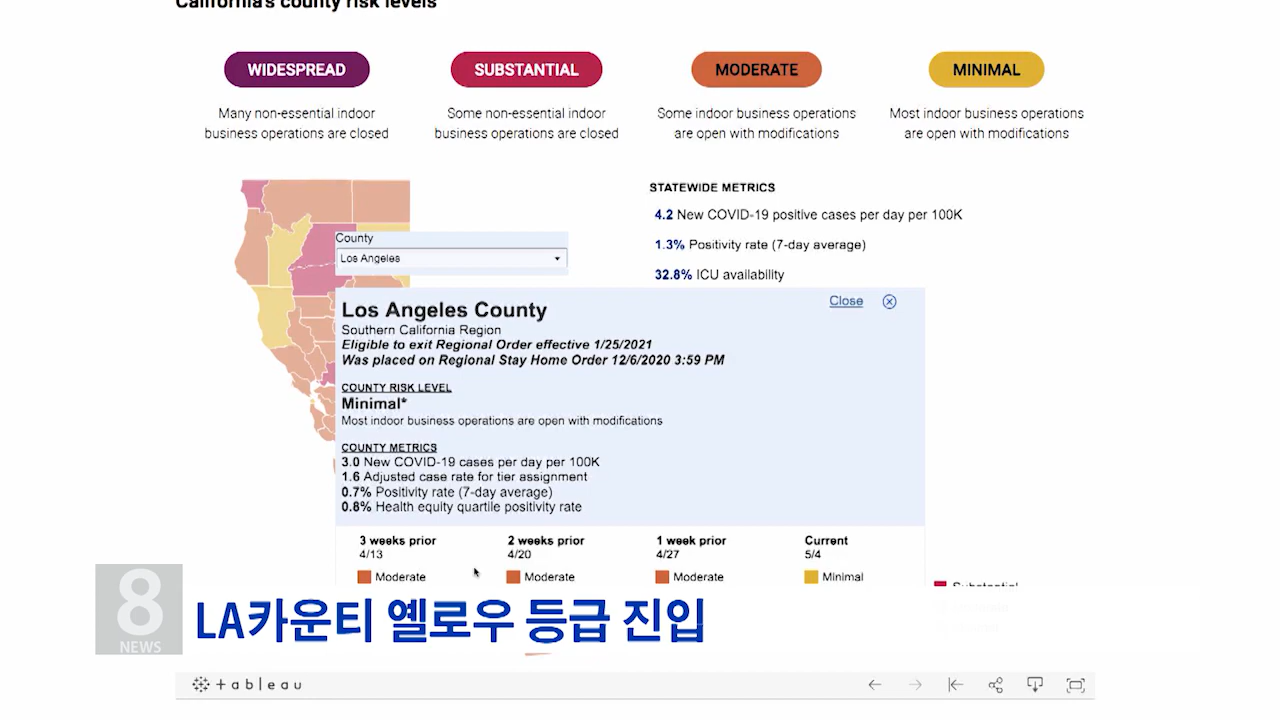 California's county risk levels
WIDESPREAD
SUBSTANTIAL
MODERATE
MINIMAL
Many non-essential indoor
business operations are closed
Some non-essential indoor
business operations are closed
Some indoor business operations
are open with modifications
Most indoor business operations
are open with modifications
STATEWIDE METRICS
4.2 New COVID-19 positive cases per day per 100K
1.3% Positivity rate (7-day average)
32.8% ICU availability
County
Los Angeles
Close
Los Angeles County
Southern California Region
Eligible to exit Regional Order effective 1/25/2021
Was placed on Regional Stay Home Order 12/6/2020 3:59 PM
COUNTY RISK LEVEL
Minimal*
Most indoor business operations are open with modifications
COUNTY METRICS
3.0 New COVID-19 cases per day per 100K
1.6 Adjusted case rate for tier assignment
0.7% Positivity rate (7-day average)
0.8% Health equity quartile positivity rate
3 weeks prior
4/13
Moderate
2 weeks prior
4/20
Moderate
1 week prior
4/27
Moderate
Current
5/4
Minimal
Substantial
8
NEWS
LA카운티 옐로우 등급 진입
+ableau